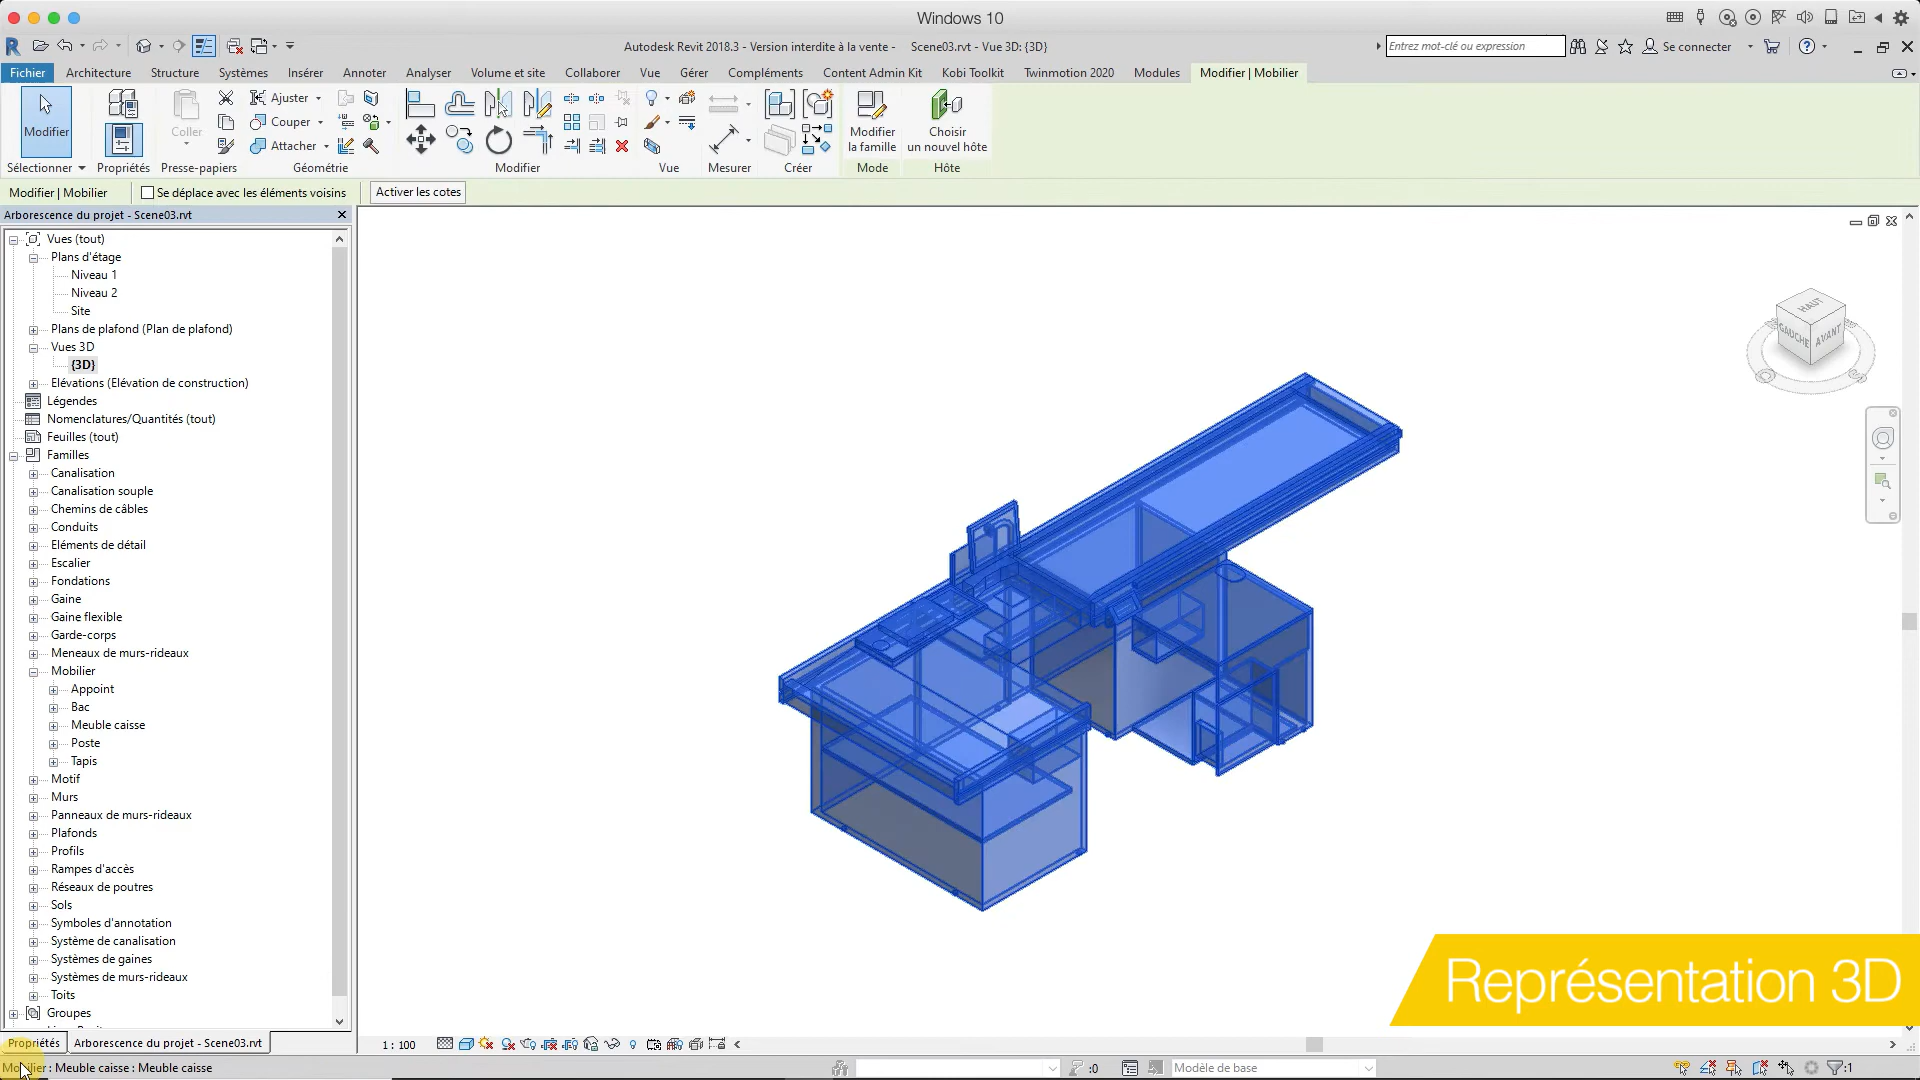 Windows 10
Autodesk Revit 2018.3 - Version interdite à la vente - Scene03.rvt - Vue 3D: {3D}
Entrez mot-clé ou expression
Se connecter
Fichier Architecture Structure Systèmes Insérer Annoter Analyser Volume et site Collaborer Vue Gérer Compléments Content Admin Kit Kobi Toolkit Twinmotion 2020 Modules Modifier | Mobilier
Modifier
Coller
Ajuster
Couper
Attacher
Modifier
la famille
Choisir
un nouvel hôte
Sélectionner Propriétés Presse-papiers Géométrie Modifier Vue Mesurer Créer Mode Hôte
Modifier | Mobilier Se déplace avec les éléments voisins Activer les cotes
Arborescence du projet - Scene03.rvt
Vues (tout)
Plans d'étage
Niveau 1
Niveau 2
Site
Plans de plafond (Plan de plafond)
Vues 3D
{3D}
Elévations (Elévation de construction)
Légendes
Nomenclatures/Quantités (tout)
Feuilles (tout)
Familles
Canalisation
Canalisation souple
Chemins de câbles
Conduits
Eléments de détail
Escalier
Fondations
Gaine
Gaine flexible
Garde-corps
Meneaux de murs-rideaux
Mobilier
Appoint
Bac
Meuble caisse
Poste
Tapis
Motif
Murs
Panneaux de murs-rideaux
Plafonds
Profils
Rampes d'accès
Réseaux de poutres
Sols
Symboles d'annotation
Système de canalisation
Systèmes de gaines
Systèmes de murs-rideaux
Toits
Groupes
HAUT
GAUCHE AVANT
Représentation 3D
Propriétés Arborescence du projet - Scene03.rvt
1 : 100
Mobilier : Meuble caisse : Meuble caisse
:0
Modèle de base
:1